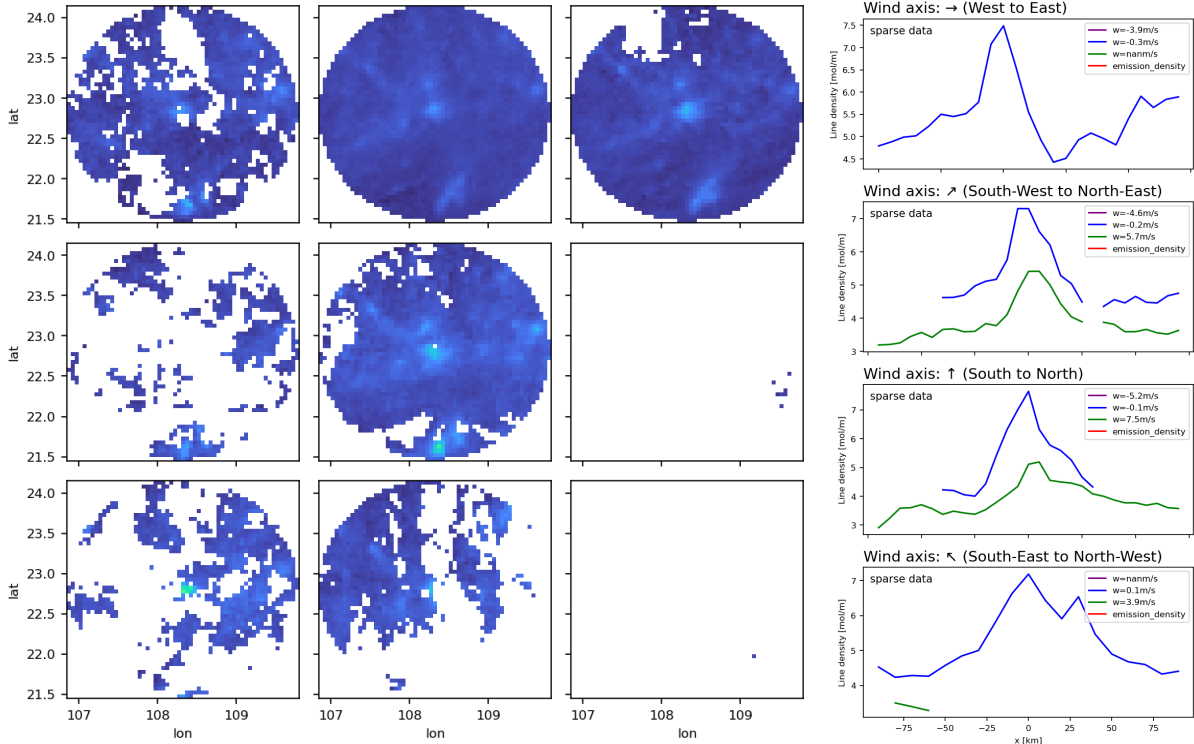 24.0
23.5
23.0
22.5
22.0
21.5
lat
24.0
23.5
23.0
22.5
22.0
21.5
lat
24.0
23.5
23.0
22.5
22.0
21.5
lat
107 108 109
lon
107 108 109
lon
107 108 109
lon
Wind axis: → (West to East)
sparse data
w=-3.9m/s
w=-0.3m/s
w=nanm/s
emission_density
7.5
7.0
6.5
6.0
5.5
5.0
4.5
Line density [mol/m]
Wind axis: ↗ (South-West to North-East)
sparse data
w=-4.6m/s
w=-0.2m/s
w=5.7m/s
emission_density
7
6
5
4
3
Line density [mol/m]
Wind axis: ↑ (South to North)
sparse data
w=-5.2m/s
w=-0.1m/s
w=7.5m/s
emission_density
7
6
5
4
3
Line density [mol/m]
Wind axis: ↖ (South-East to North-West)
sparse data
w=nanm/s
w=0.1m/s
w=3.9m/s
emission_density
7
6
5
4
Line density [mol/m]
−75 −50 −25 0 25 50 75
x [km]